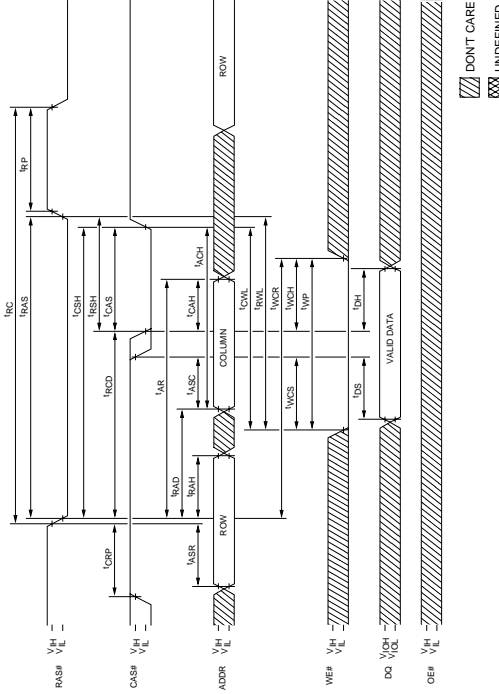 tRC
tRAS
tRP
tCSH
tRSH
tCRP
tRCD
tCAS
tAR
tRAD
tASR
tRAH
tASC
tCAH
tACH
tCWL
tRWL
tWCR
tWCS
tWCH
tWP
tDS
tDH
RAS#
VIH
VIL
CAS#
VIH
VIL
ADDR
VIH
VIL
ROW
COLUMN
ROW
WE#
VIH
VIL
DQ
VIOH
VIOL
VALID DATA
OE#
VIH
VIL
DON'T CARE
UNDEFINED